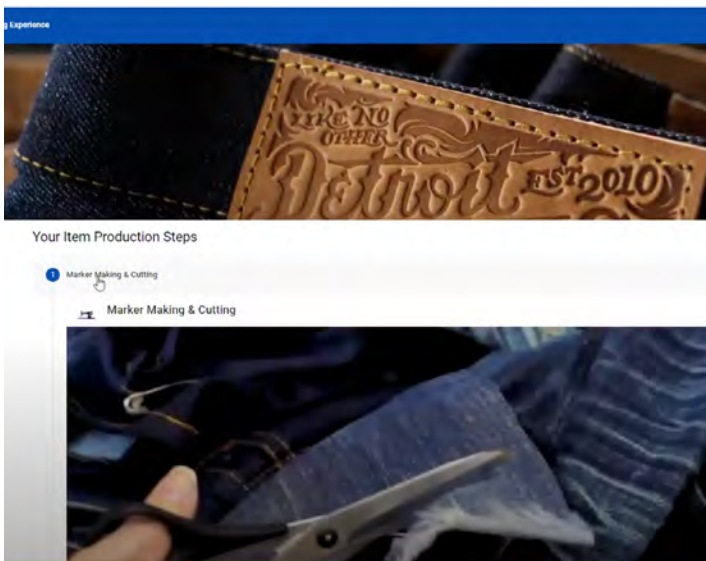 g Experience
LIKE NO
OTHER
Detroit EST 2010
Your Item Production Steps
1 Marker Making & Cutting
Marker Making & Cutting